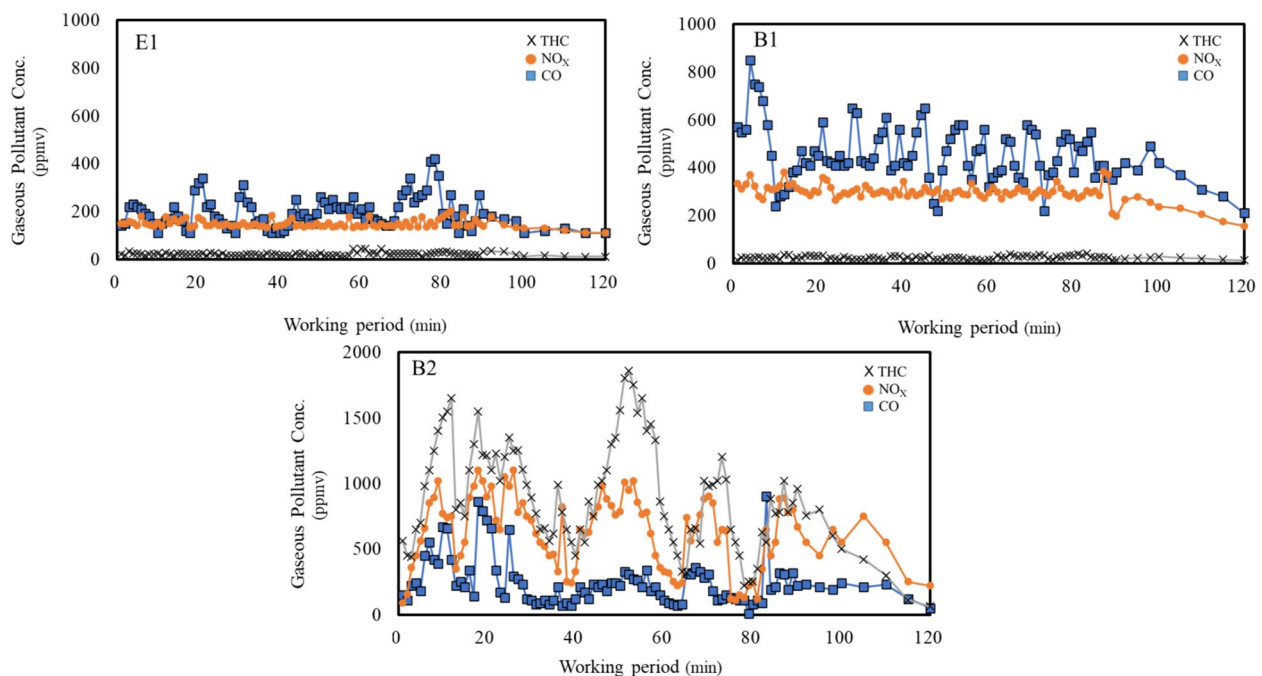 E1
THC
NOX
CO
Gaseous Pollutant Conc.
(ppmv)
1000
800
600
400
200
0
0 20 40 60 80 100 120
Working period (min)
B1
THC
NOX
CO
Gaseous Pollutant Conc.
(ppmv)
1000
800
600
400
200
0
0 20 40 60 80 100 120
Working period (min)
B2
THC
NOX
CO
Gaseous Pollutant Conc.
(ppmv)
2000
1500
1000
500
0
0 20 40 60 80 100 120
Working period (min)